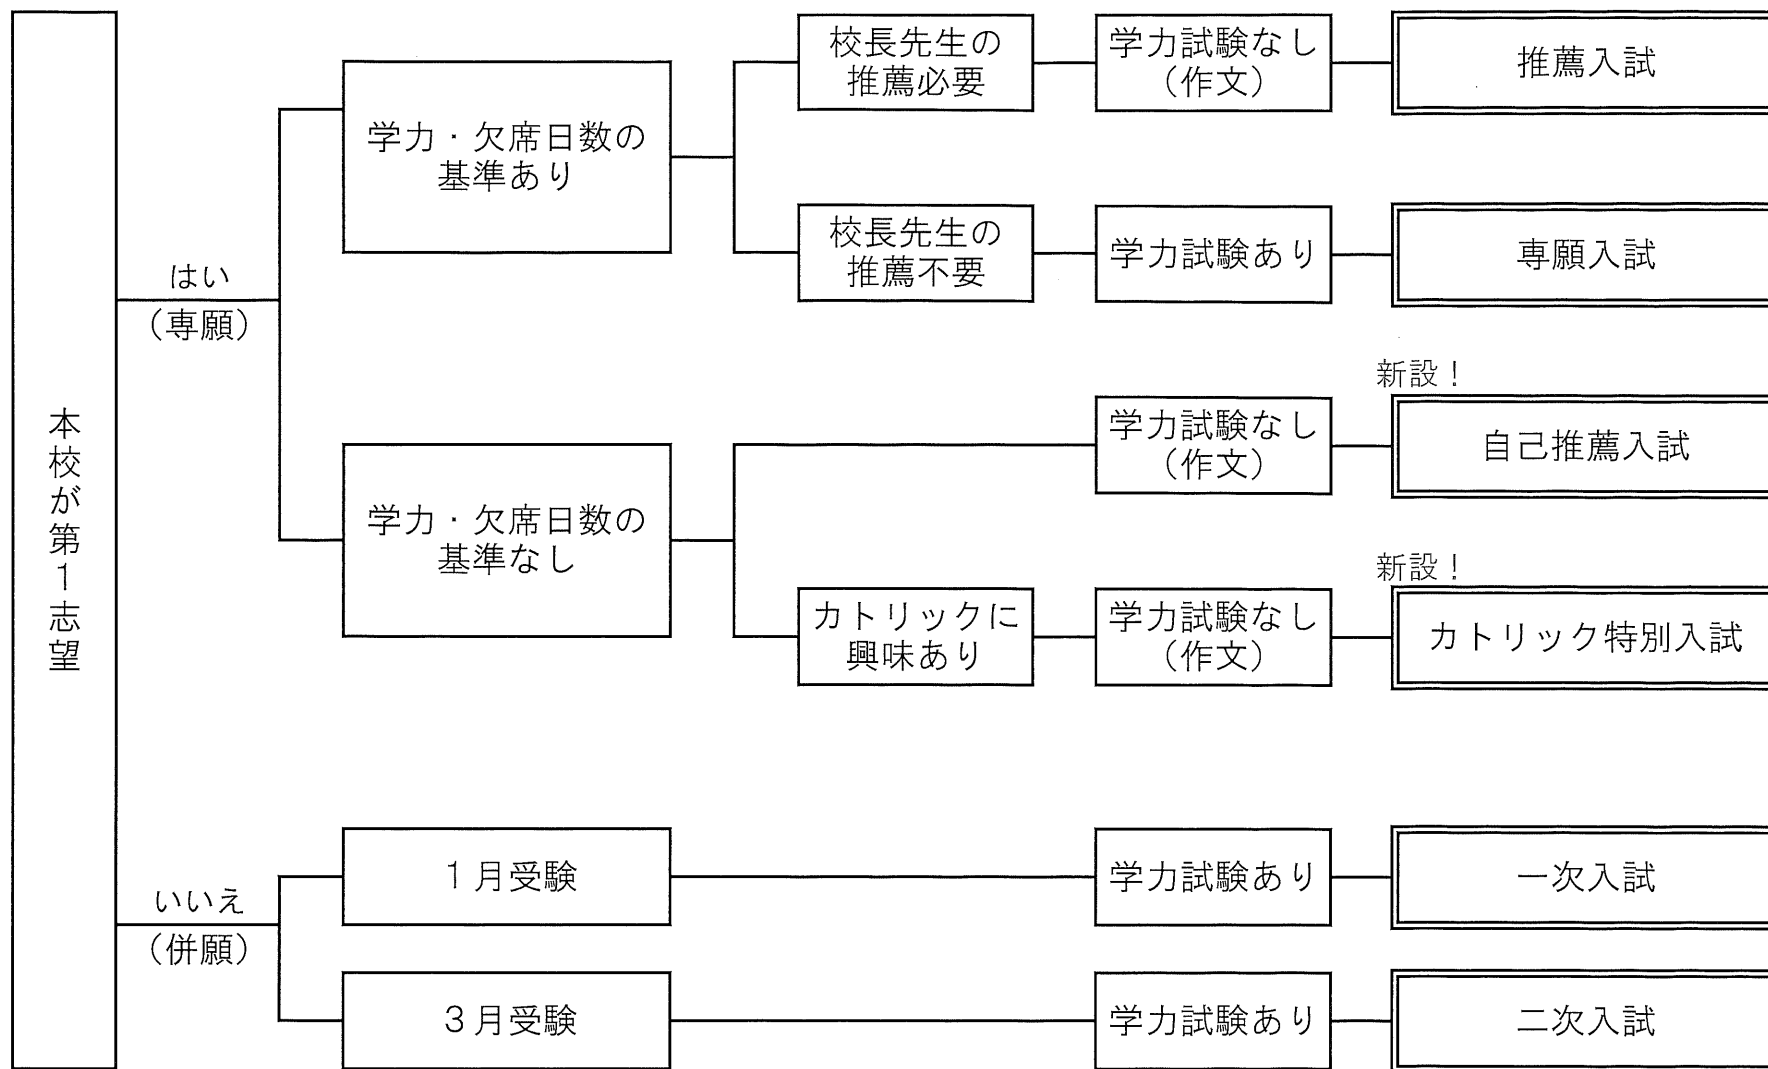 本校が第1志望
はい
（専願）
学力・欠席日数の
基準あり
校長先生の
推薦必要
学力試験なし
（作文）
推薦入試
校長先生の
推薦不要
学力試験あり
専願入試
学力・欠席日数の
基準なし
学力試験なし
（作文）
新設！
自己推薦入試
カトリックに
興味あり
学力試験なし
（作文）
新設！
カトリック特別入試
いいえ
（併願）
1月受験
学力試験あり
一次入試
3月受験
学力試験あり
二次入試